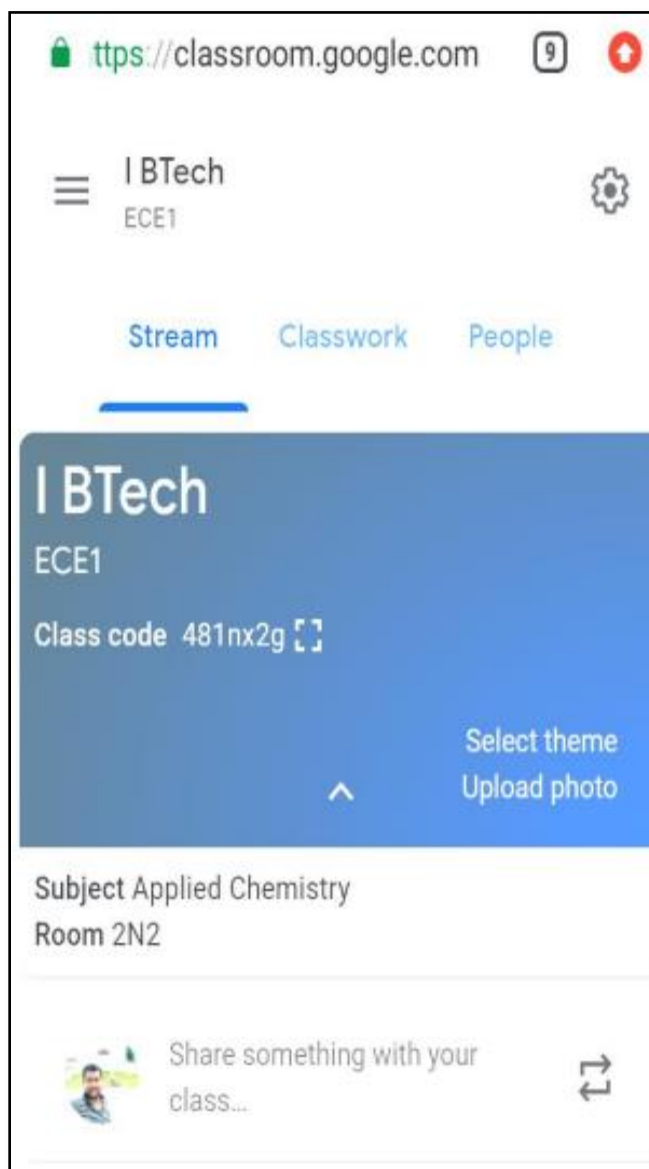 ttps://classroom.google.com 9
I BTech
ECE1
Stream Classwork People
I BTech
ECE1
Class code 481nx2g
Select theme
Upload photo
Subject Applied Chemistry
Room 2N2
Share something with your
class...